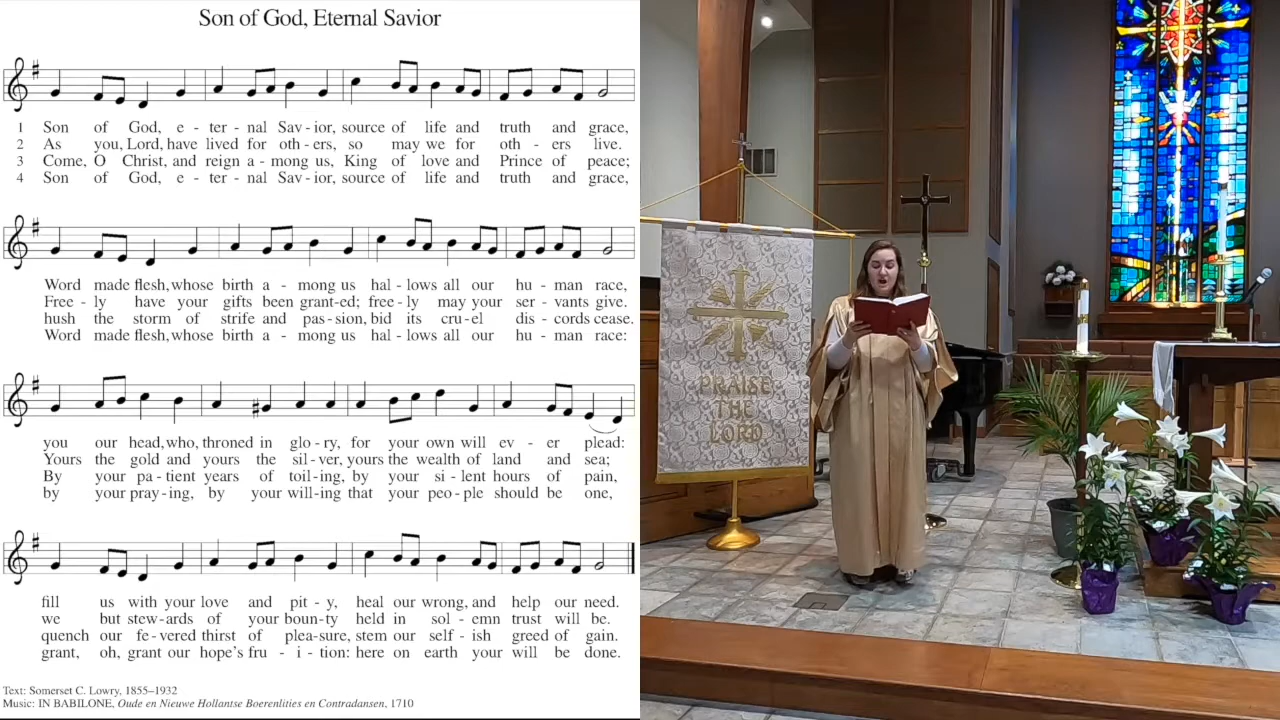 Son of God, Eternal Savior
1 Son of God, e - ter - nal Sav - ior, source of life and truth and grace,
2 As you, Lord, have lived for oth - ers, so may we for oth - ers live.
3 Come, O Christ, and reign a - mong us, King of love and Prince of peace;
4 Son of God, e - ter - nal Sav - ior, source of life and truth and grace,
Word made flesh, whose birth a - mong us hal - lows all our hu - man race,
Free - ly have your gifts been grant - ed; free - ly may your ser - vants give.
hush the storm of strife and pas - sion, bid its cru - el dis - cords cease.
Word made flesh, whose birth a - mong us hal - lows all our hu - man race:
you our head, who, throned in glo - ry, for your own will ev - er plead:
Yours the gold and yours the sil - ver, yours the wealth of land and sea;
By your pa - tient years of toil - ing, by your si - lent hours of pain,
by your pray - ing, by your will - ing that your peo - ple should be one,
fill us with your love and pit - y, heal our wrong, and help our need.
we but stew - ards of your boun - ty held in sol - emn trust will be.
quench our fe - vered thirst of plea - sure, stem our self - ish greed of gain.
grant, oh, grant our hope's fru - i - tion: here on earth your will be done.
Text: Somerset C. Lowry, 1855–1932
Music: IN BABILONE, Oude en Nieuwe Hollantse Boerenlities en Contradansen, 1710
PRAISE
THE
LORD